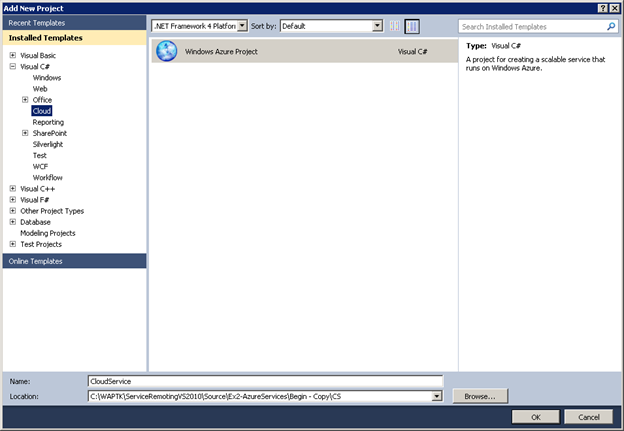 Add New Project
Recent Templates
Installed Templates
Visual Basic
Visual C#
Windows
Web
Office
Cloud
Reporting
SharePoint
Silverlight
Test
WCF
Workflow
Visual C++
Visual F#
Other Project Types
Database
Modeling Projects
Test Projects
Online Templates
.NET Framework 4 Platforn Sort by: Default
Windows Azure Project Visual C#
Search Installed Templates
Type: Visual C#
A project for creating a scalable service that
runs on Windows Azure.
Name: CloudService
Location: C:\WAPTK\ServiceRemotingVS2010\Source\Ex2-AzureServices\Begin - Copy\CS
Browse...
OK Cancel